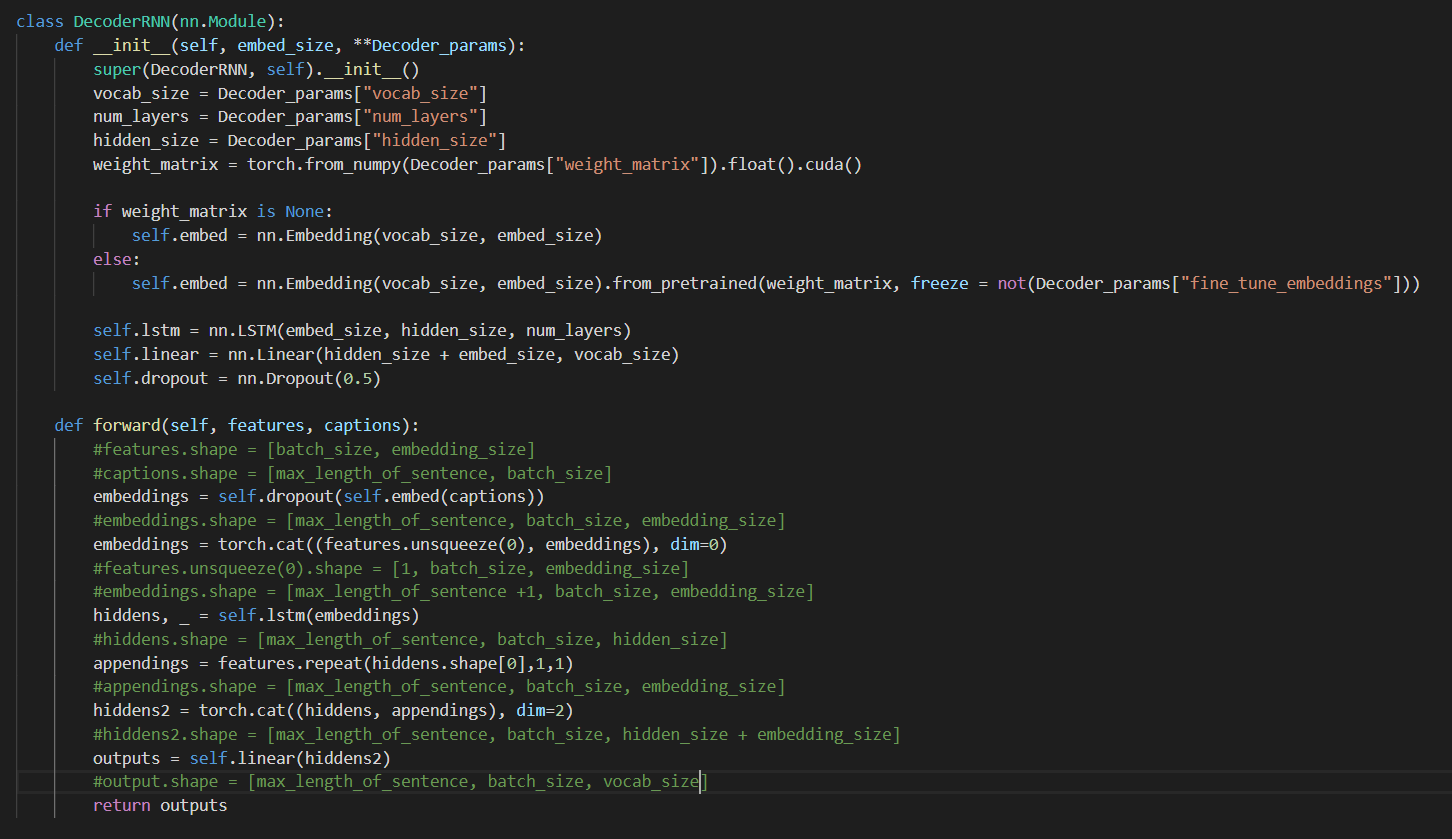 class DecoderRNN(nn.Module):
    def __init__(self, embed_size, **Decoder_params):
        super(DecoderRNN, self).__init__()
        vocab_size = Decoder_params["vocab_size"]
        num_layers = Decoder_params["num_layers"]
        hidden_size = Decoder_params["hidden_size"]
        weight_matrix = torch.from_numpy(Decoder_params["weight_matrix"]).float().cuda()

        if weight_matrix is None:
            self.embed = nn.Embedding(vocab_size, embed_size)
        else:
            self.embed = nn.Embedding(vocab_size, embed_size).from_pretrained(weight_matrix, freeze = not(Decoder_params["fine_tune_embeddings"]))

        self.lstm = nn.LSTM(embed_size, hidden_size, num_layers)
        self.linear = nn.Linear(hidden_size + embed_size, vocab_size)
        self.dropout = nn.Dropout(0.5)

    def forward(self, features, captions):
        #features.shape = [batch_size, embedding_size]
        #captions.shape = [max_length_of_sentence, batch_size]
        embeddings = self.dropout(self.embed(captions))
        #embeddings.shape = [max_length_of_sentence, batch_size, embedding_size]
        embeddings = torch.cat((features.unsqueeze(0), embeddings), dim=0)
        #features.unsqueeze(0).shape = [1, batch_size, embedding_size]
        #embeddings.shape = [max_length_of_sentence +1, batch_size, embedding_size]
        hiddens, _ = self.lstm(embeddings)
        #hiddens.shape = [max_length_of_sentence, batch_size, hidden_size]
        appendings = features.repeat(hiddens.shape[0],1,1)
        #appendings.shape = [max_length_of_sentence, batch_size, embedding_size]
        hiddens2 = torch.cat((hiddens, appendings), dim=2)
        #hiddens2.shape = [max_length_of_sentence, batch_size, hidden_size + embedding_size]
        outputs = self.linear(hiddens2)
        #output.shape = [max_length_of_sentence, batch_size, vocab_size]
        return outputs